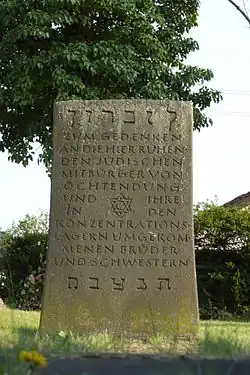 לזכרון
ZUM GEDENKEN
AN DIE HIER RUHEN-
DEN JÜDISCHEN
MITBÜRGER VON
OCHTENDUNG
UND IHRE
IN DEN
KONZENTRATIONS-
LAGERN UMGEKOM-
MENEN BRÜDER
UND SCHWESTERN
תנצבה